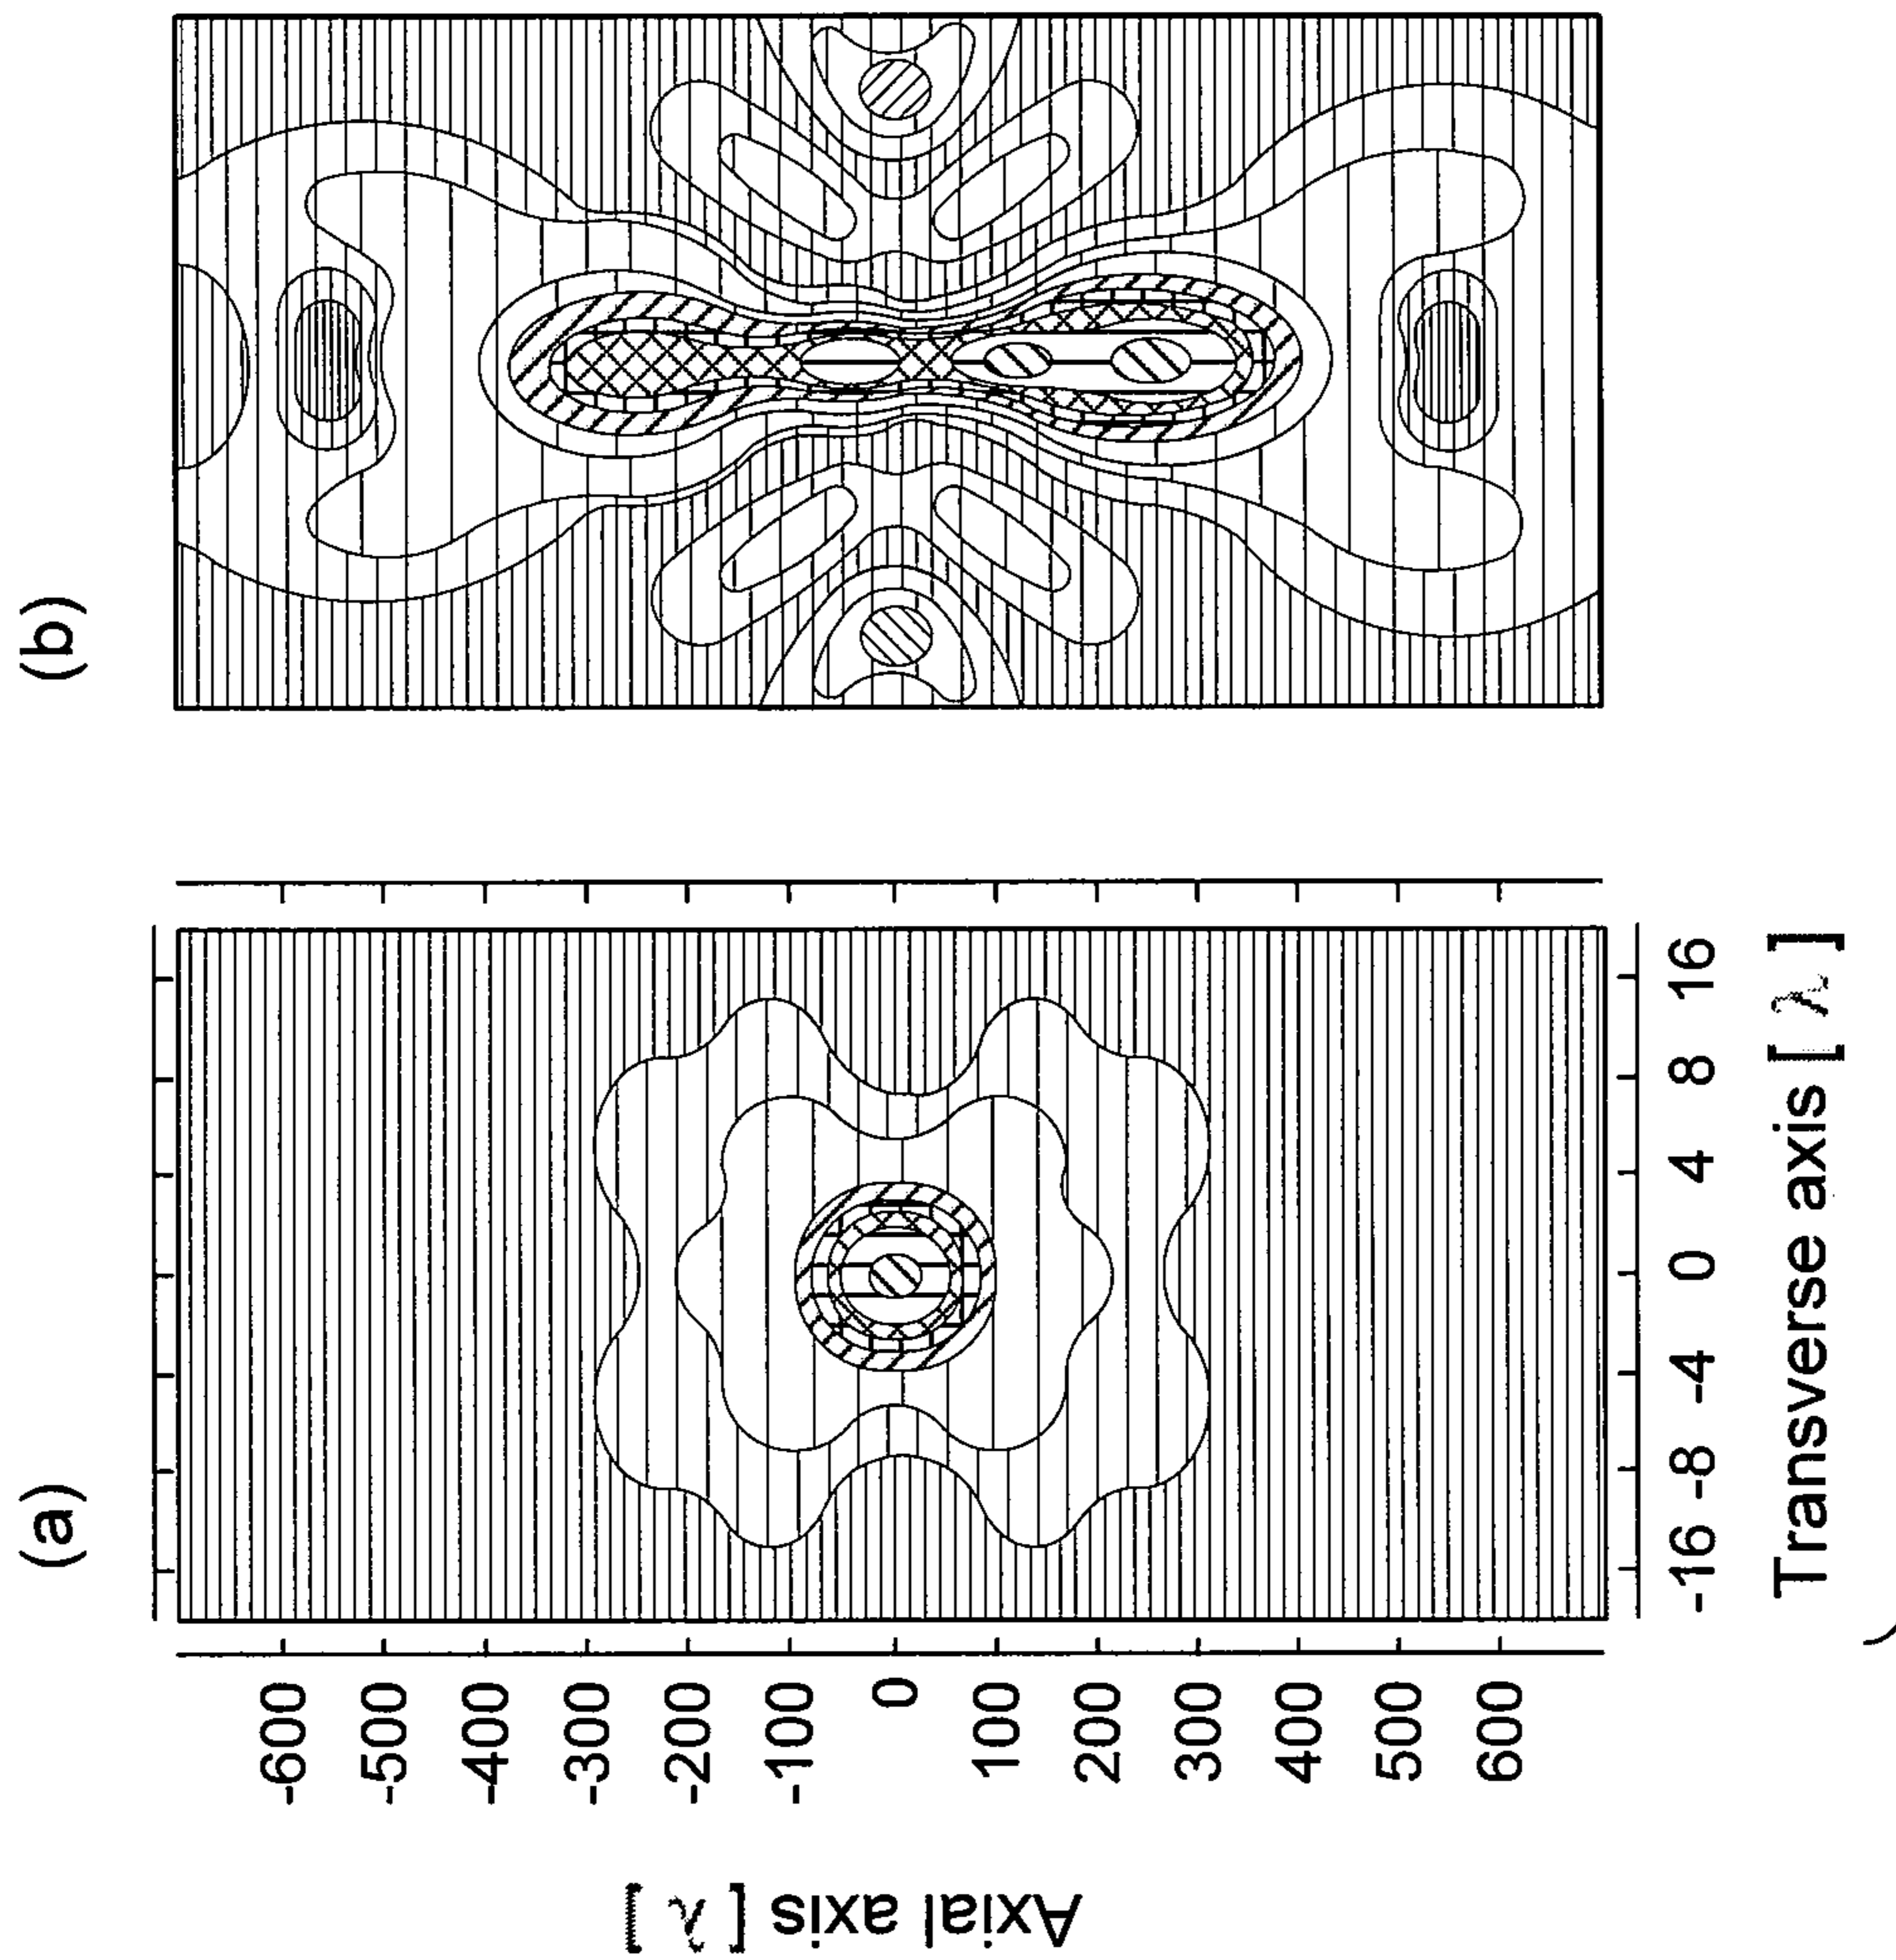 (a)
(b)
Axial axis [ λ ]
-600
-500
-400
-300
-200
-100
0
100
200
300
400
500
600
-16 -8 -4 0 4 8 16
Transverse axis [ λ ]